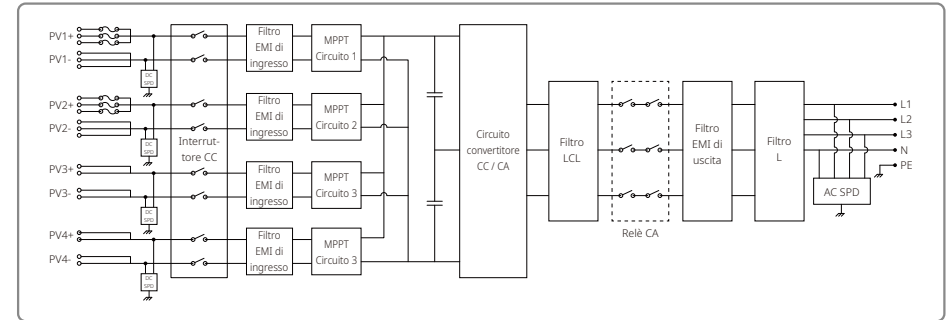 PV1+
PV1-
DC
SPD
PV2+
PV2-
DC
SPD
PV3+
PV3-
DC
SPD
PV4+
PV4-
DC
SPD
Interrut-
tore CC
Filtro
EMI di
ingresso
MPPT
Circuito 1
Filtro
EMI di
ingresso
MPPT
Circuito 2
Filtro
EMI di
ingresso
MPPT
Circuito 3
Filtro
EMI di
ingresso
MPPT
Circuito 3
Circuito
convertitore
CC / CA
Filtro
LCL
Relè CA
Filtro
EMI di
uscita
Filtro
L
L1
L2
L3
N
PE
AC SPD